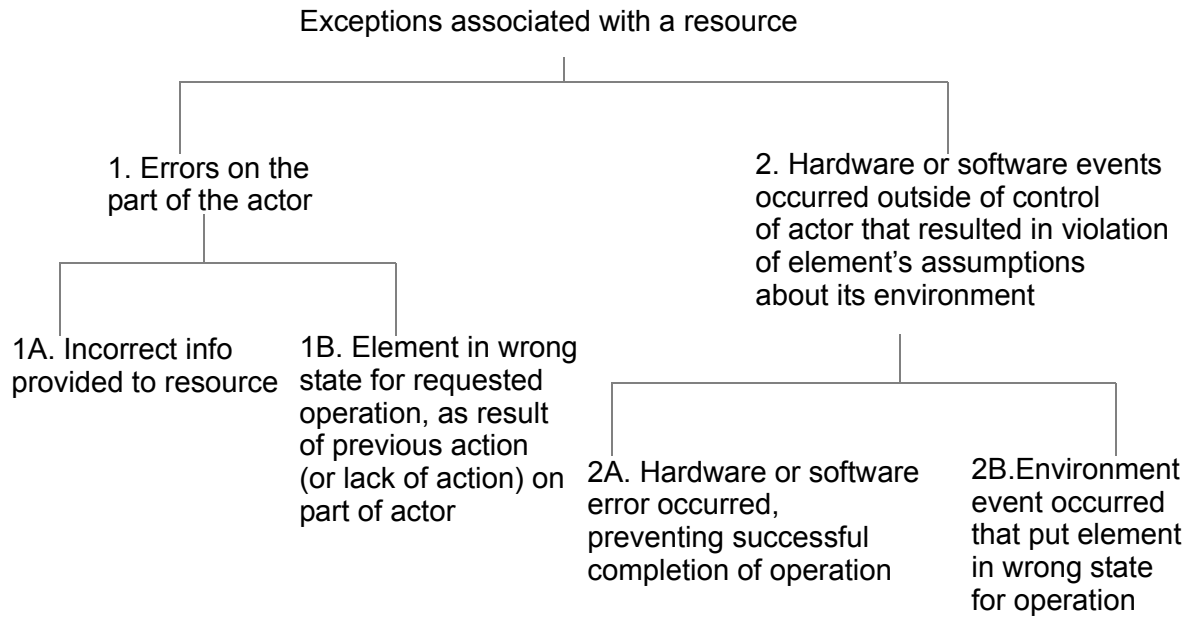 Exceptions associated with a resource
1. Errors on the
part of the actor
2. Hardware or software events
occurred outside of control
of actor that resulted in violation
of element's assumptions
about its environment
1A. Incorrect info
provided to resource
1B. Element in wrong
state for requested
operation, as result
of previous action
(or lack of action) on
part of actor
2A. Hardware or software
error occurred,
preventing successful
completion of operation
2B.Environment
event occurred
that put element
in wrong state
for operation